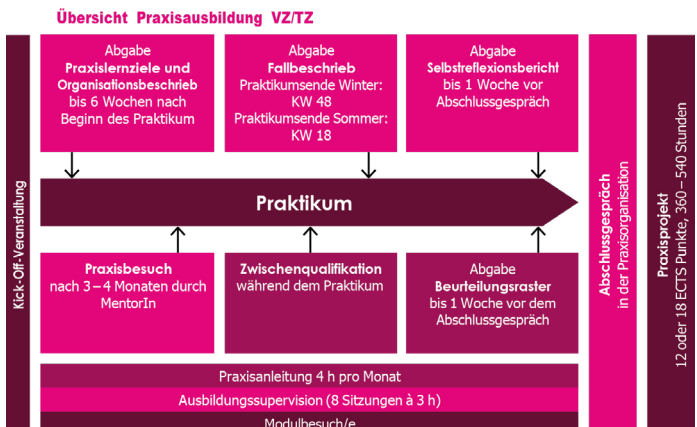 Übersicht Praxisausbildung VZ/TZ
Kick-Off-Veranstaltung
Abgabe
Praxislernziele und
Organisationsbeschrieb
bis 6 Wochen nach
Beginn des Praktikum
Abgabe
Fallbeschrieb
Praktikumsende Winter:
KW 48
Praktikumsende Sommer:
KW 18
Abgabe
Selbstreflexionsbericht
bis 1 Woche vor
Abschlussgespräch
Praktikum
Praxisbesuch
nach 3–4 Monaten durch
MentorIn
Zwischenqualifikation
während dem Praktikum
Abgabe
Beurteilungsraster
bis 1 Woche vor dem
Abschlussgespräch
Praxisanleitung 4 h pro Monat
Ausbildungssupervision (8 Sitzungen à 3 h)
Modulbesuch/e
Abschlussgespräch
in der Praxisorganisation
Praxisprojekt
12 oder 18 ECTS Punkte, 360–540 Stunden